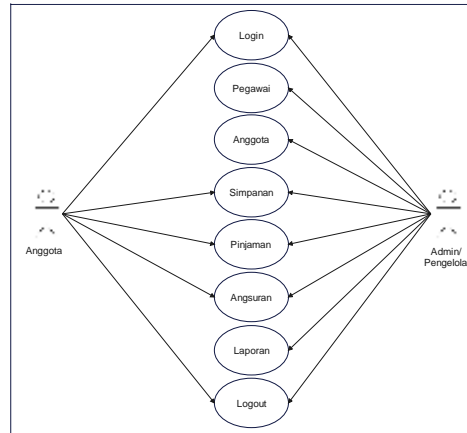 Login
Pegawai
Anggota
Simpanan
Pinjaman
Anggota
Admin/
Pengelola
Angsuran
Laporan
Logout